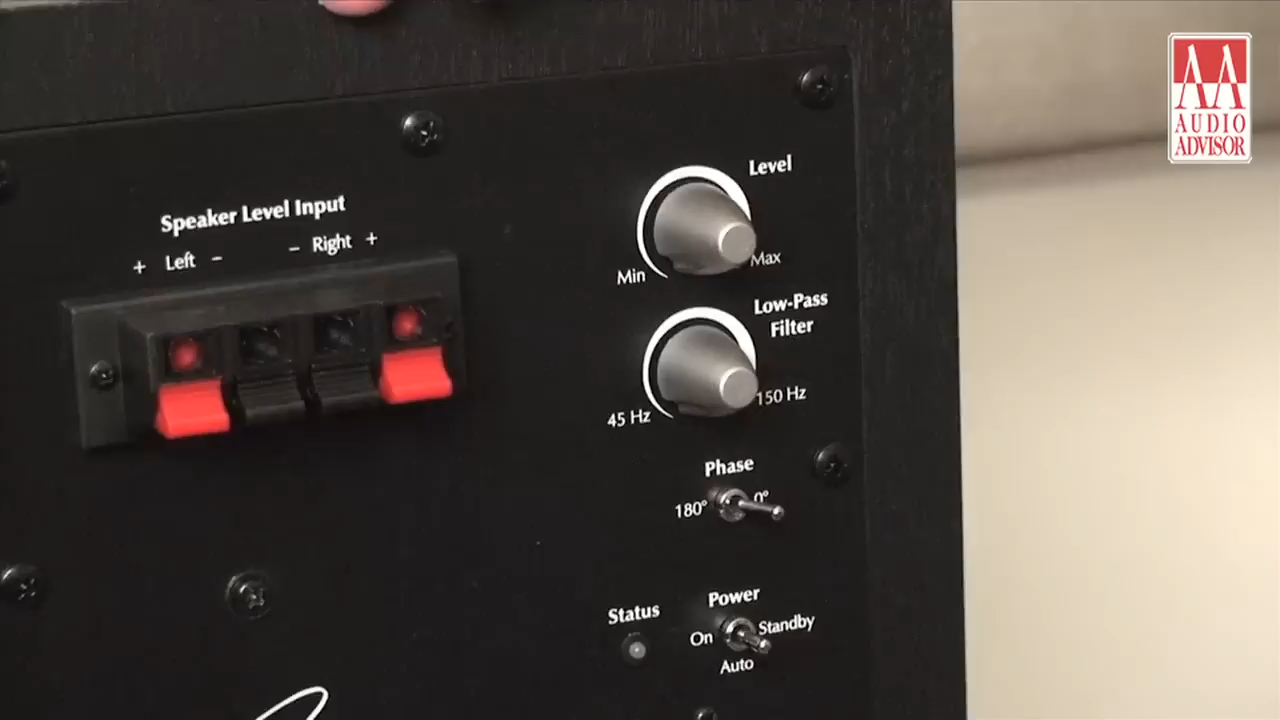 AA
AUDIO
ADVISOR
Speaker Level Input
+ Left - - Right +
Level
Min Max
Low-Pass
Filter
45 Hz 150 Hz
Phase
180° 0°
Status
Power
On Standby
Auto